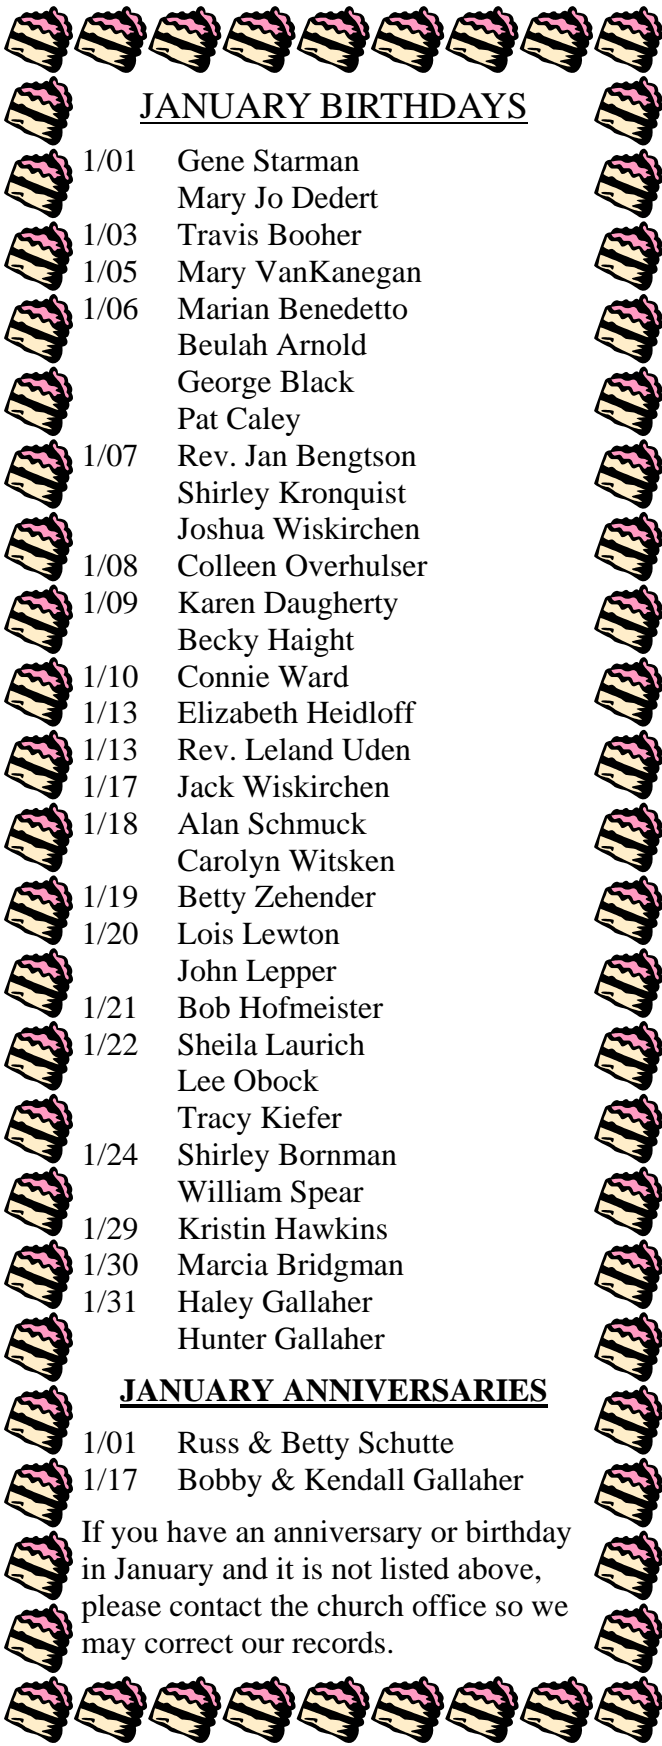 JANUARY BIRTHDAYS
1/01 Gene Starman
Mary Jo Dedert
1/03 Travis Booher
1/05 Mary VanKanegan
1/06 Marian Benedetto
Beulah Arnold
George Black
Pat Caley
1/07 Rev. Jan Bengtson
Shirley Kronquist
Joshua Wiskirchen
1/08 Colleen Overhulser
1/09 Karen Daugherty
Becky Haight
1/10 Connie Ward
1/13 Elizabeth Heidloff
1/13 Rev. Leland Uden
1/17 Jack Wiskirchen
1/18 Alan Schmuck
Carolyn Witsken
1/19 Betty Zehender
1/20 Lois Lewton
John Lepper
1/21 Bob Hofmeister
1/22 Sheila Laurich
Lee Obock
Tracy Kiefer
1/24 Shirley Bornman
William Spear
1/29 Kristin Hawkins
1/30 Marcia Bridgman
1/31 Haley Gallaher
Hunter Gallaher
JANUARY ANNIVERSARIES
1/01 Russ & Betty Schutte
1/17 Bobby & Kendall Gallaher
If you have an anniversary or birthday
in January and it is not listed above,
please contact the church office so we
may correct our records.